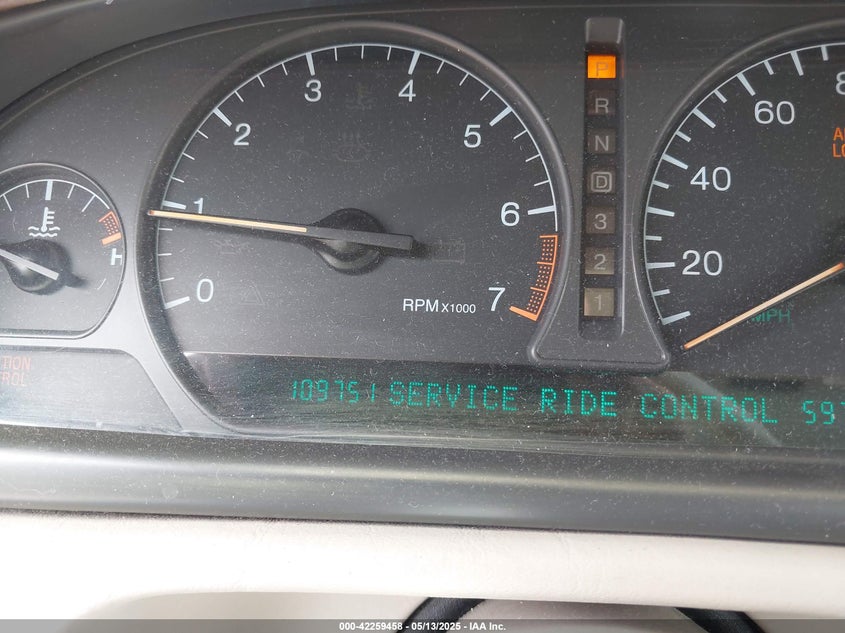 H
0 1 2 3 4 5 6 7
RPM X1000
P
R
N
D
3
2
1
20 40 60
MPH
109751 SERVICE RIDE CONTROL 597
000-42259458 - 05/13/2025 - IAA Inc.